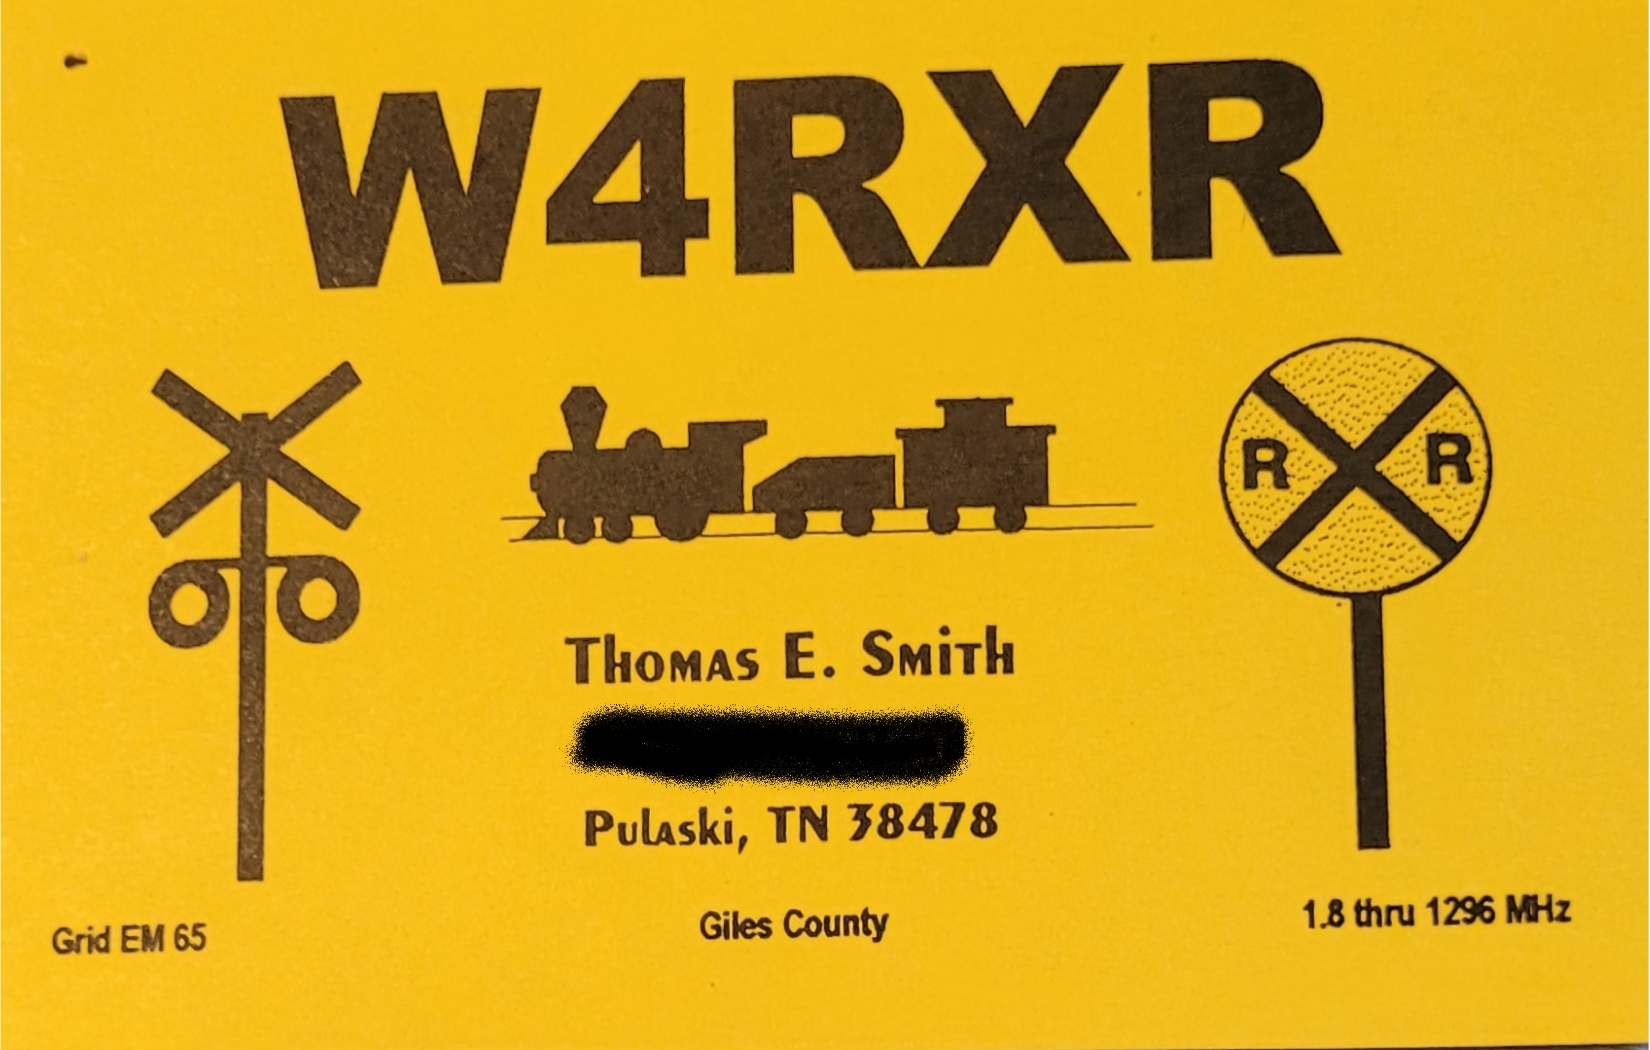 W4RXR
R R
Thomas E. Smith
Pulaski, TN 38478
Grid EM 65
Giles County
1.8 thru 1296 MHz